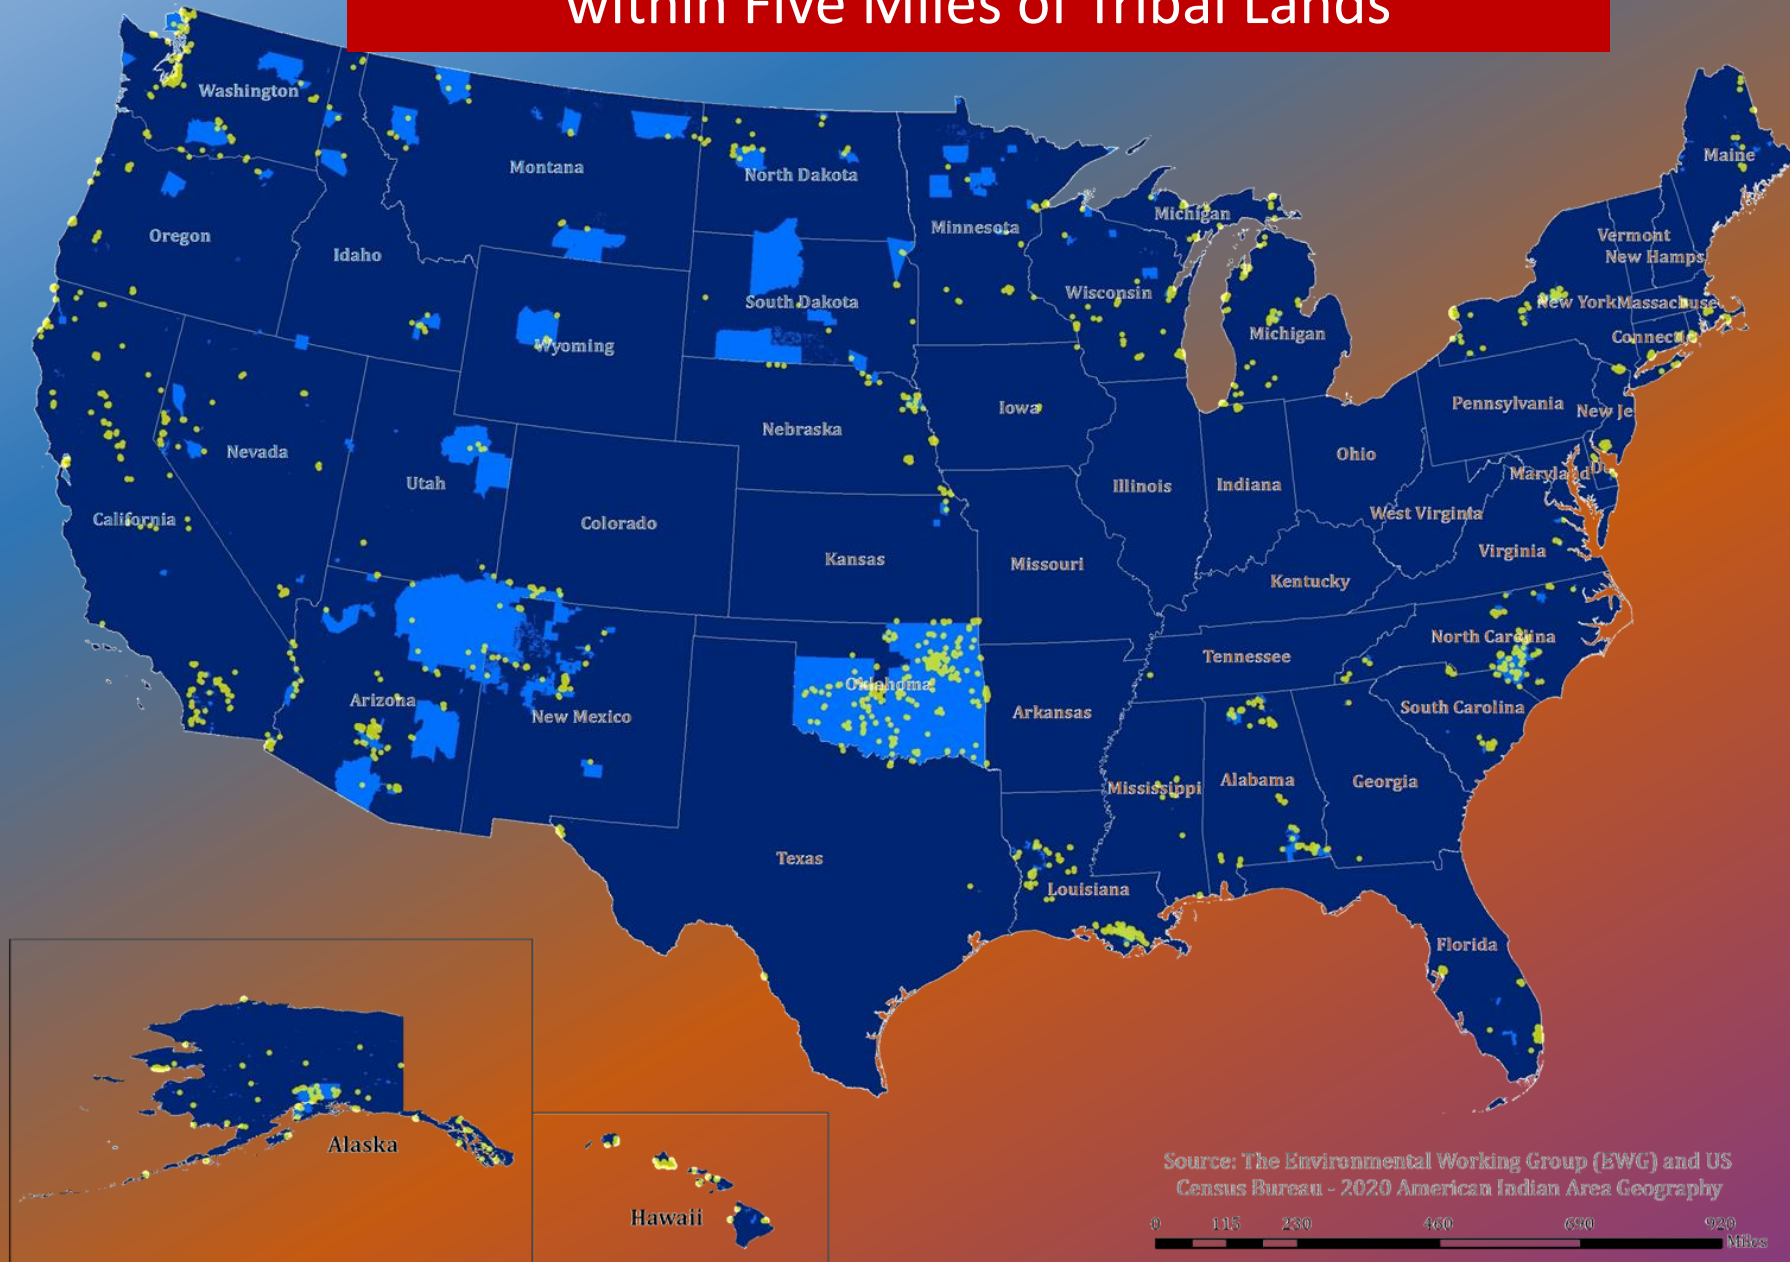 within Five Miles of Tribal Lands
Washington
Montana
North Dakota
Minnesota
Michigan
Maine
Oregon
Idaho
Vermont
New Hamps
South Dakota
Wisconsin
New York
Massachuse
Wyoming
Michigan
Connect
Nevada
Nebraska
Iowa
Pennsylvania
New Je
Utah
Illinois
Indiana
Ohio
Maryland
De
California
Colorado
Kansas
Missouri
West Virginia
Virginia
Kentucky
Arizona
New Mexico
Oklahoma
Arkansas
Tennessee
North Carolina
South Carolina
Texas
Louisiana
Mississippi
Alabama
Georgia
Florida
Alaska
Hawaii
Source: The Environmental Working Group (EWG) and US
Census Bureau - 2020 American Indian Area Geography
0 115 230 460 690 920
Miles